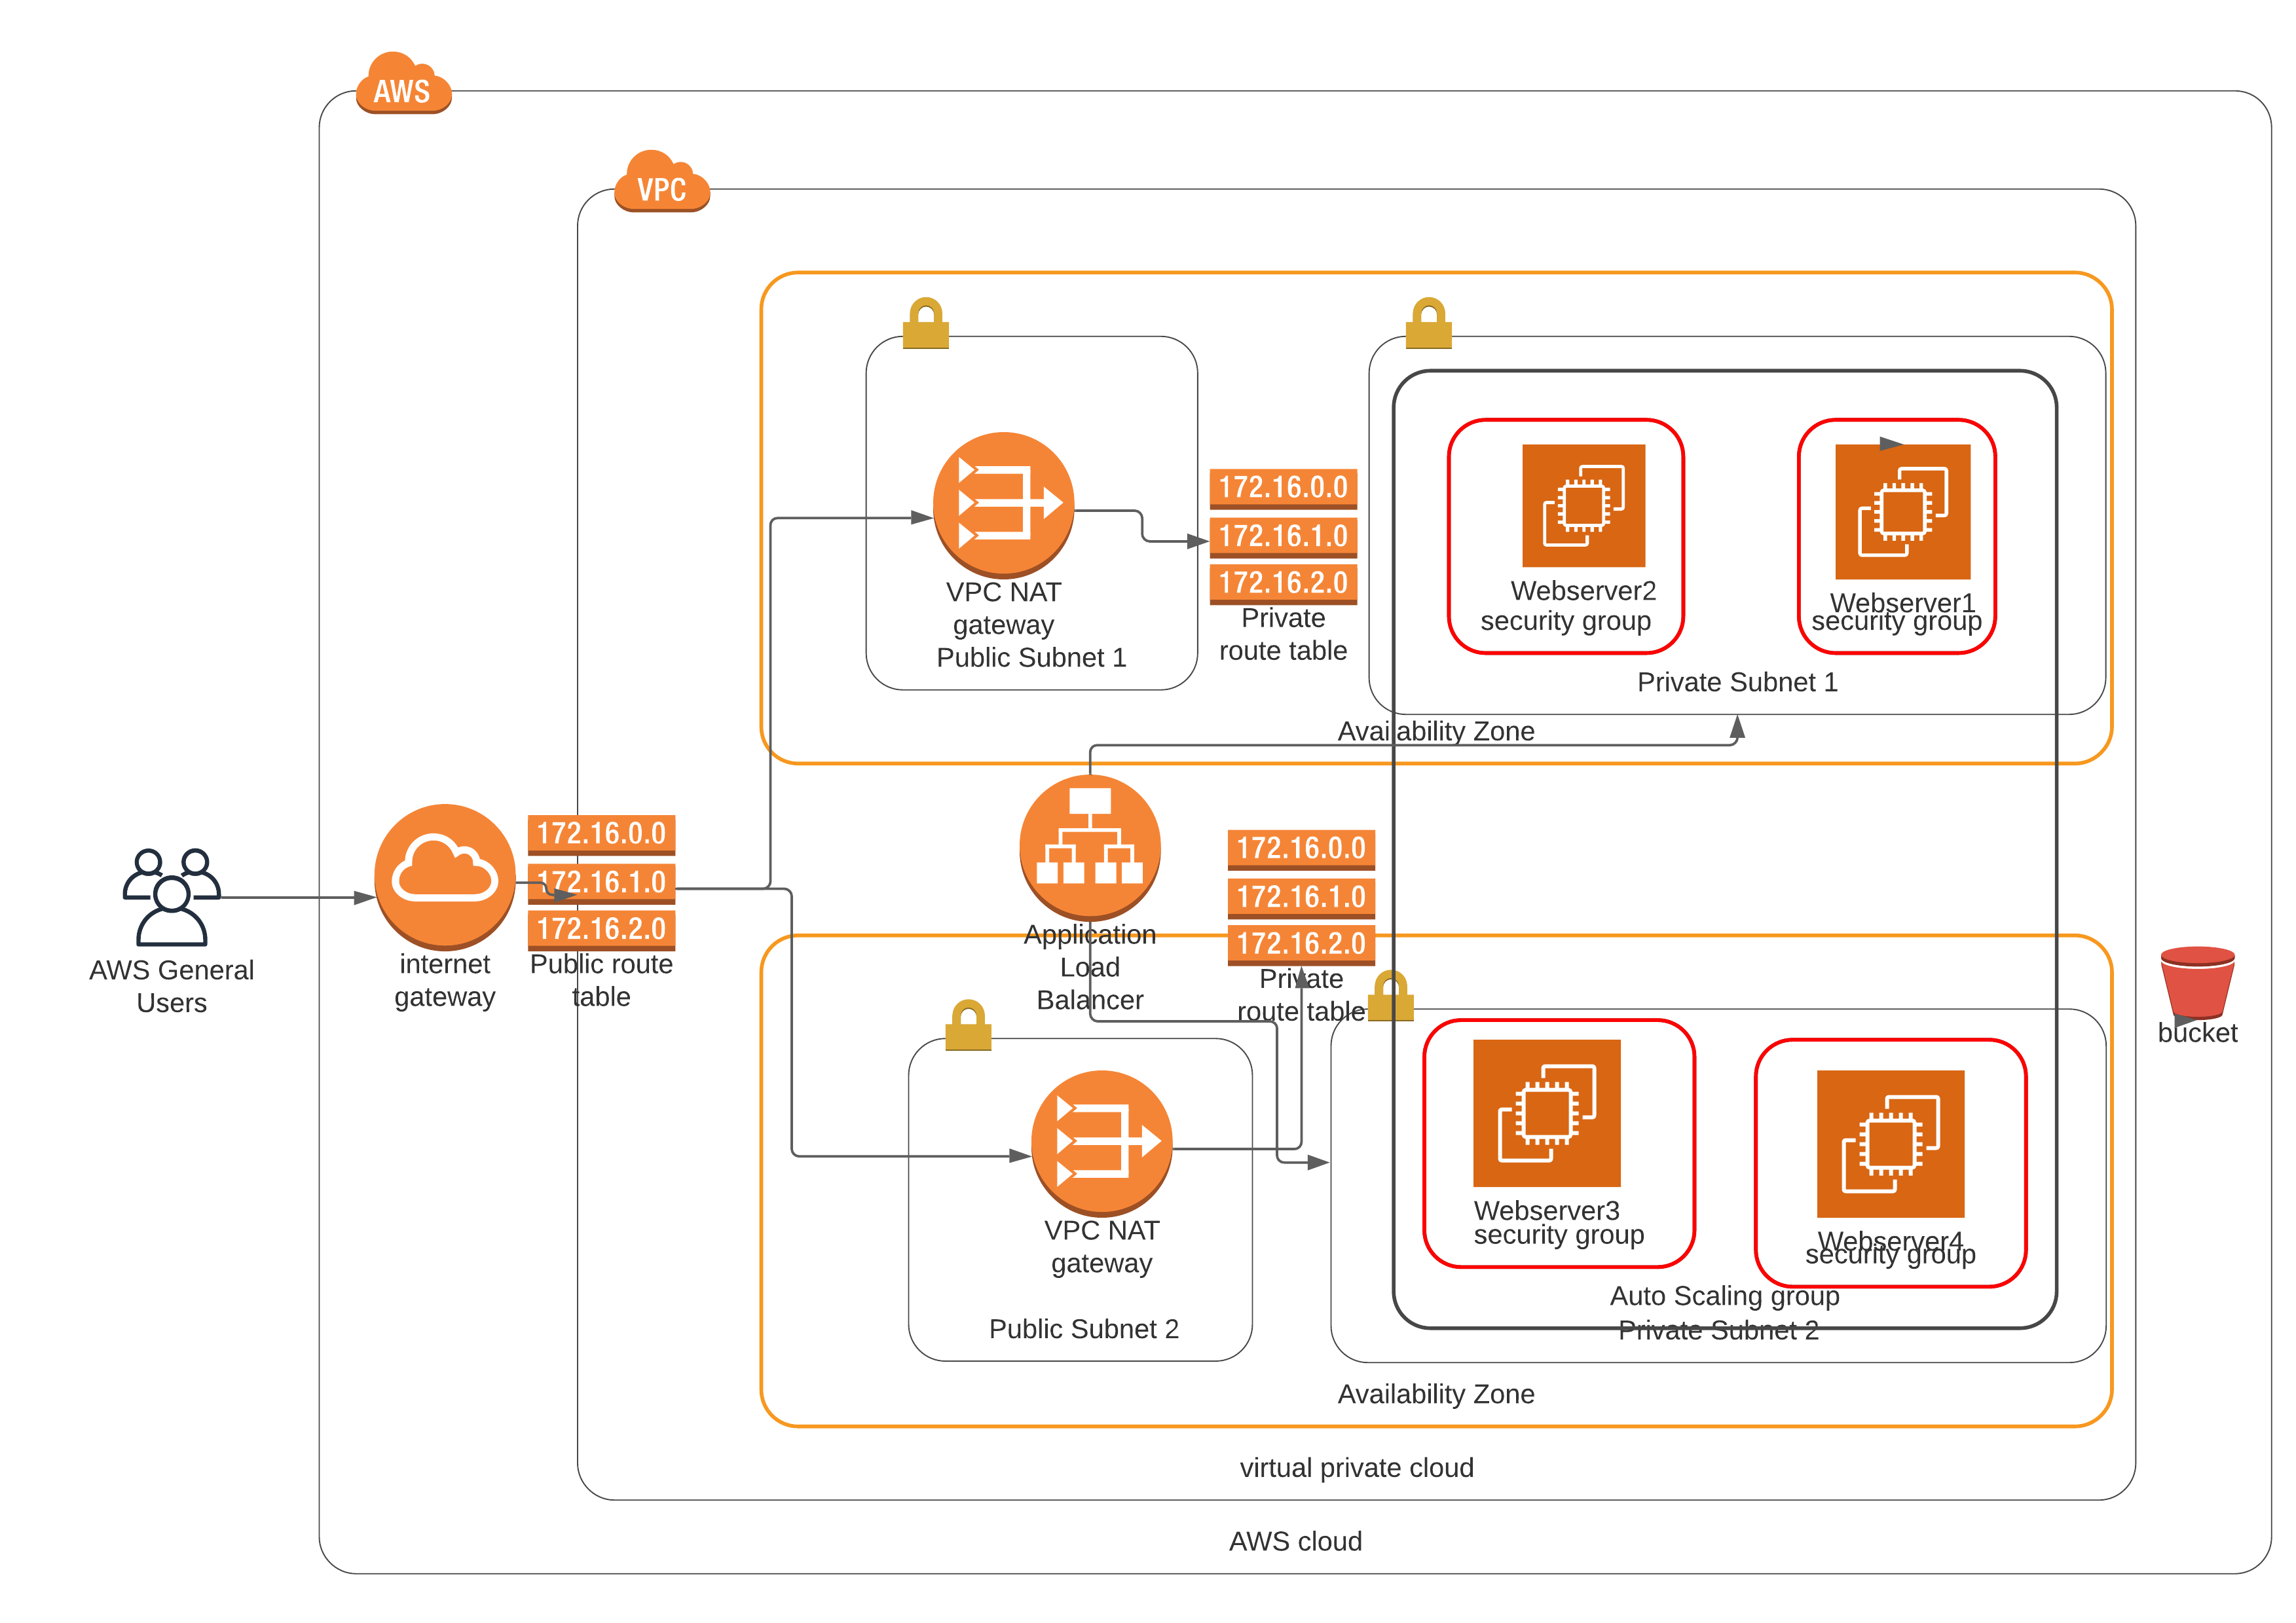 AWS
VPC
172.16.0.0
172.16.1.0
172.16.2.0
Private
route table
VPC NAT
gateway
Public Subnet 1
Webserver2
security group
Webserver1
security group
Private Subnet 1
Availability Zone
AWS General
Users
internet
gateway
172.16.0.0
172.16.1.0
172.16.2.0
Public route
table
Application
Load
Balancer
172.16.0.0
172.16.1.0
172.16.2.0
Private
route table
bucket
VPC NAT
gateway
Public Subnet 2
Webserver3
security group
Webserver4
security group
Auto Scaling group
Private Subnet 2
Availability Zone
virtual private cloud
AWS cloud